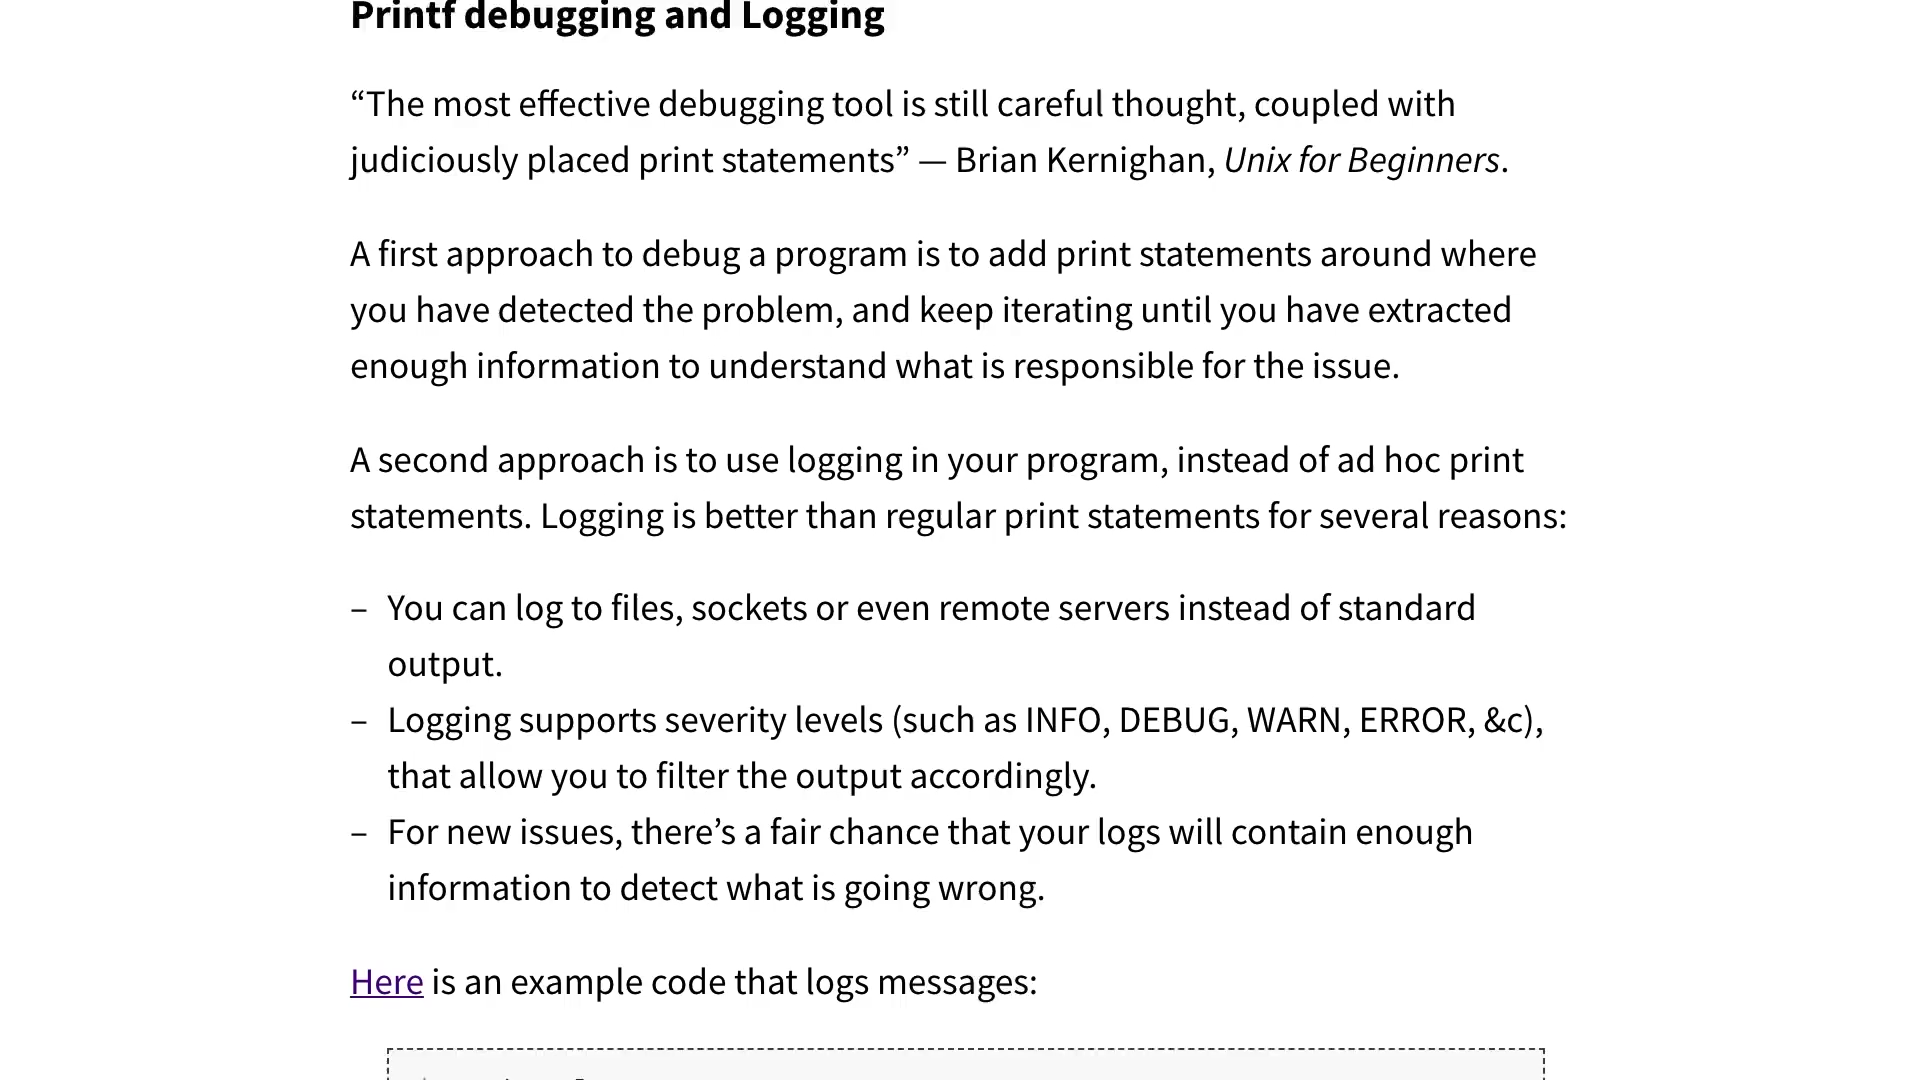 Printf debugging and Logging
“The most effective debugging tool is still careful thought, coupled with
judiciously placed print statements” — Brian Kernighan, Unix for Beginners.
A first approach to debug a program is to add print statements around where
you have detected the problem, and keep iterating until you have extracted
enough information to understand what is responsible for the issue.
A second approach is to use logging in your program, instead of ad hoc print
statements. Logging is better than regular print statements for several reasons:
– You can log to files, sockets or even remote servers instead of standard
output.
– Logging supports severity levels (such as INFO, DEBUG, WARN, ERROR, &c),
that allow you to filter the output accordingly.
– For new issues, there’s a fair chance that your logs will contain enough
information to detect what is going wrong.
Here is an example code that logs messages: